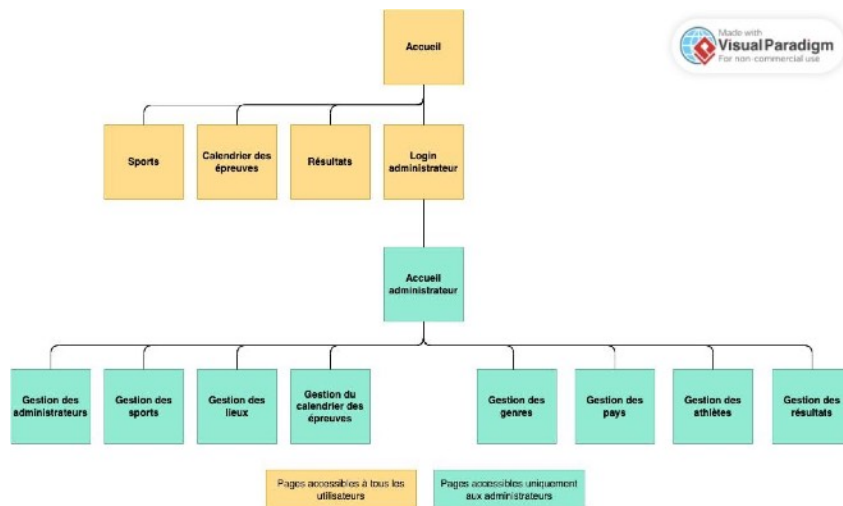 Made with
Visual Paradigm
For non-commercial use
Accueil
Sports
Calendrier des
épreuves
Résultats
Login
administrateur
Accueil
administrateur
Gestion des
administrateurs
Gestion des
sports
Gestion des
lieux
Gestion du
calendrier des
épreuves
Gestion des
genres
Gestion des
pays
Gestion des
athlètes
Gestion des
résultats
Pages accessibles à tous les
utilisateurs
Pages accessibles uniquement
aux administrateurs